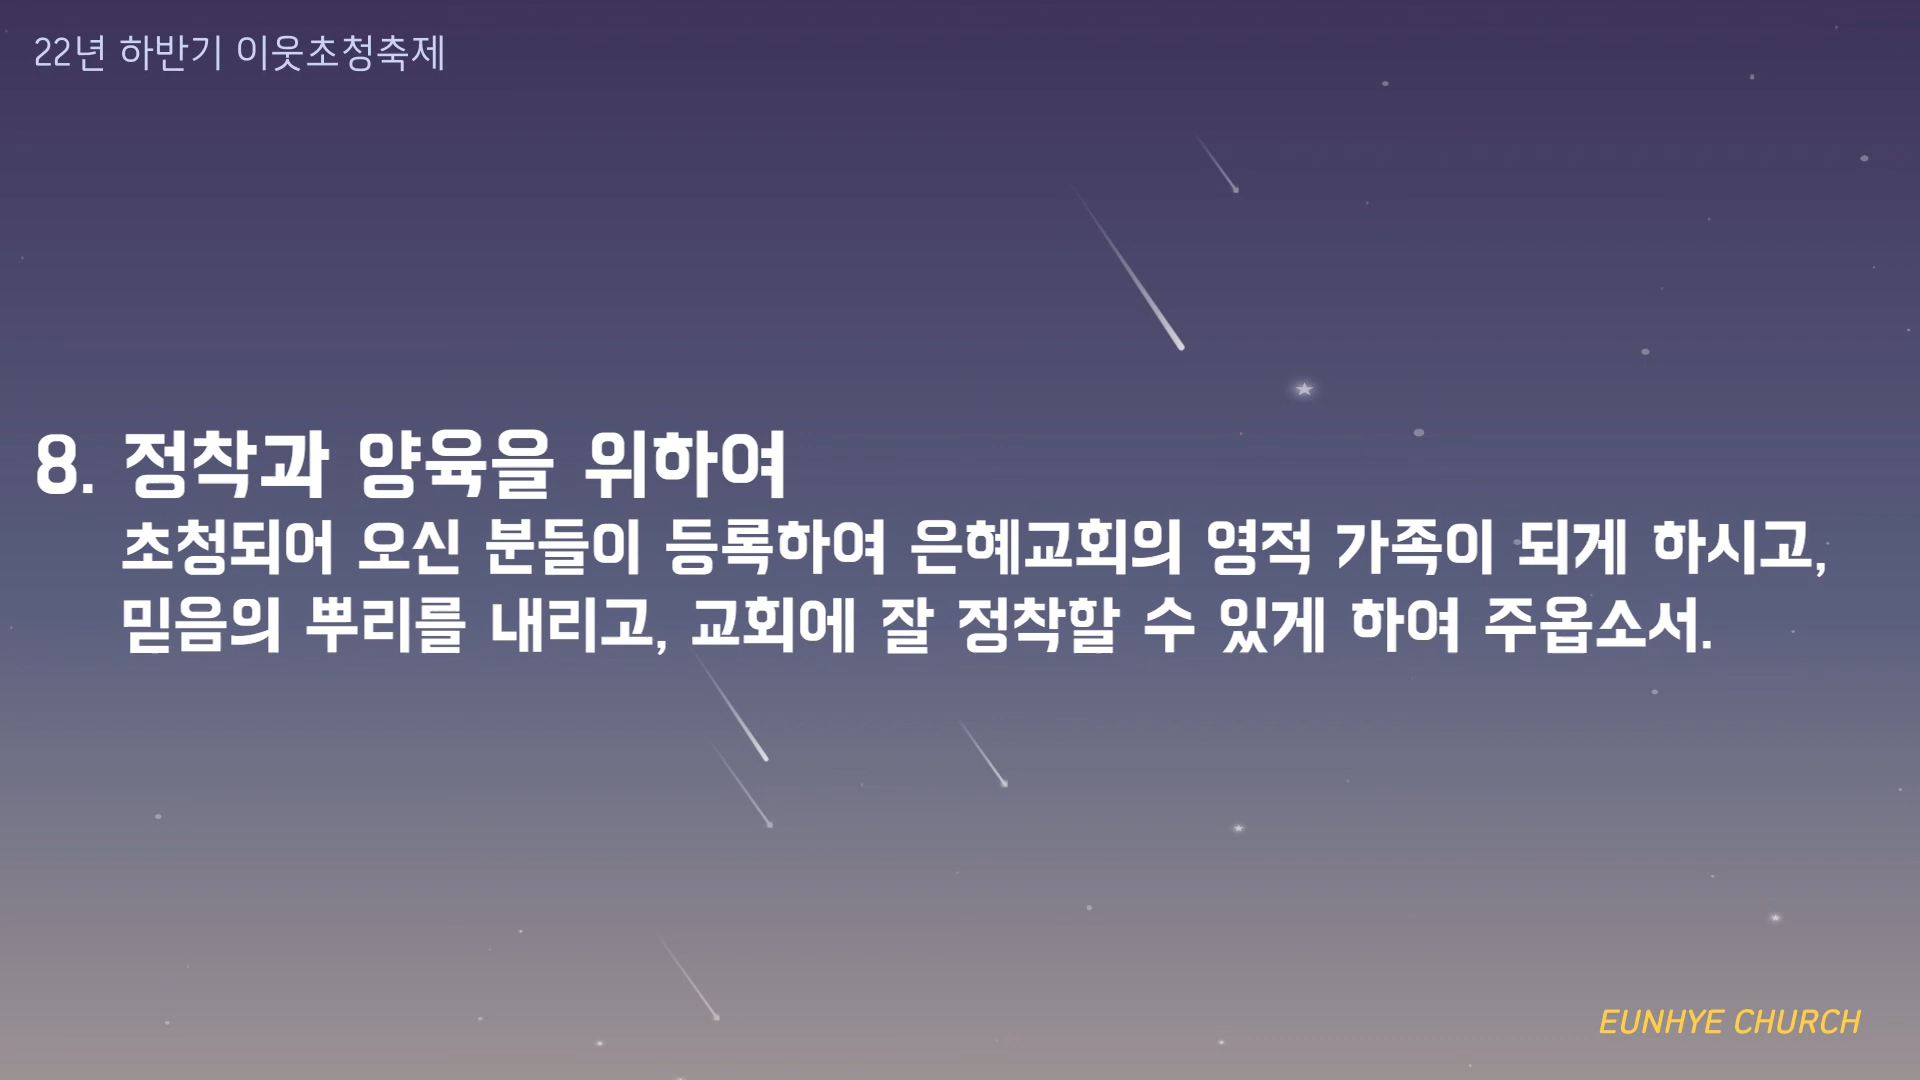 22년 하반기 이웃초청축제
8. 정착과 양육을 위하여
초청되어 오신 분들이 등록하여 은혜교회의 영적 가족이 되게 하시고,
믿음의 뿌리를 내리고, 교회에 잘 정착할 수 있게 하여 주옵소서.
EUNHYE CHURCH